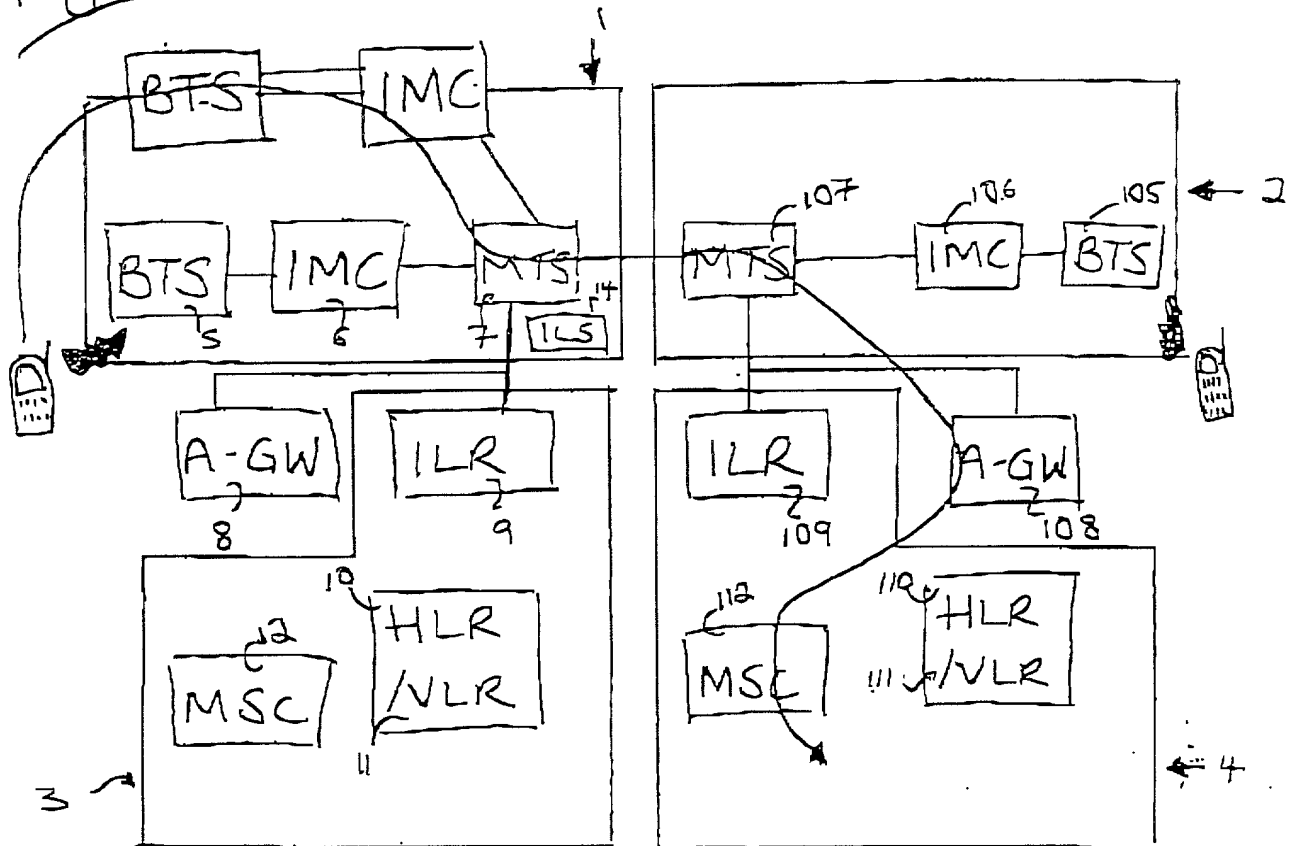 1
BTS IMC
107 106 105 2
BTS IMC MTS MTS IMC BTS
5 6 7 14
ILS
A-GW ILR ILR A-GW
8 9 109 108
10 HLR 112 110 HLR
12 /VLR 111 /VLR
MSC MSC
11
3 4